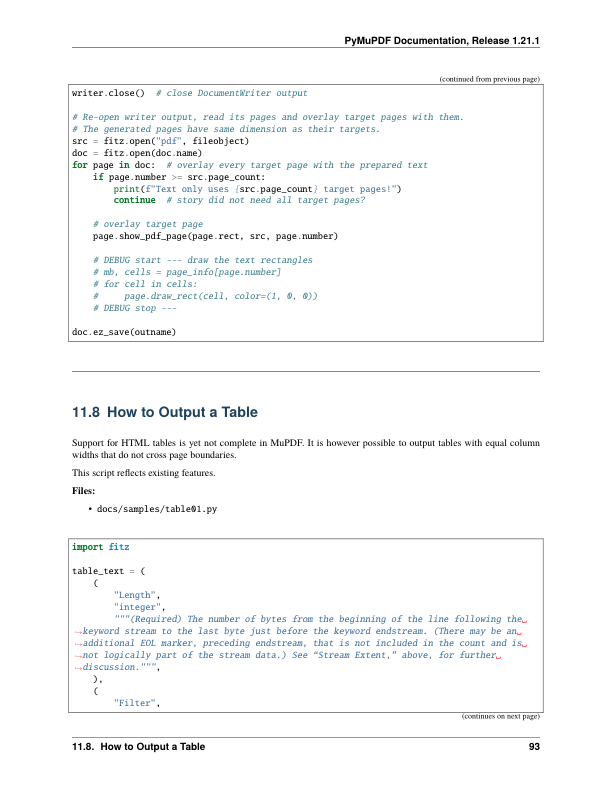 PyMuPDF Documentation, Release 1.21.1
(continued from previous page)
writer.close()  # close DocumentWriter output

# Re-open writer output, read its pages and overlay target pages with them.
# The generated pages have same dimension as their targets.
src = fitz.open("pdf", fileobject)
doc = fitz.open(doc.name)
for page in doc:  # overlay every target page with the prepared text
    if page.number >= src.page_count:
        print(f"Text only uses {src.page_count} target pages!")
        continue  # story did not need all target pages?

    # overlay target page
    page.show_pdf_page(page.rect, src, page.number)

    # DEBUG start --- draw the text rectangles
    # mb, cells = page_info[page.number]
    # for cell in cells:
    #     page.draw_rect(cell, color=(1, 0, 0))
    # DEBUG stop ---

doc.ez_save(outname)

11.8 How to Output a Table
Support for HTML tables is yet not complete in MuPDF. It is however possible to output tables with equal column
widths that do not cross page boundaries.
This script reflects existing features.
Files:
• docs/samples/table01.py

import fitz

table_text = (
    (
        "Length",
        "integer",
        """(Required) The number of bytes from the beginning of the line following the␣
↪keyword stream to the last byte just before the keyword endstream. (There may be an␣
↪additional EOL marker, preceding endstream, that is not included in the count and is␣
↪not logically part of the stream data.) See “Stream Extent,” above, for further␣
↪discussion.""",
    ),
    (
        "Filter",
(continues on next page)
11.8. How to Output a Table
93